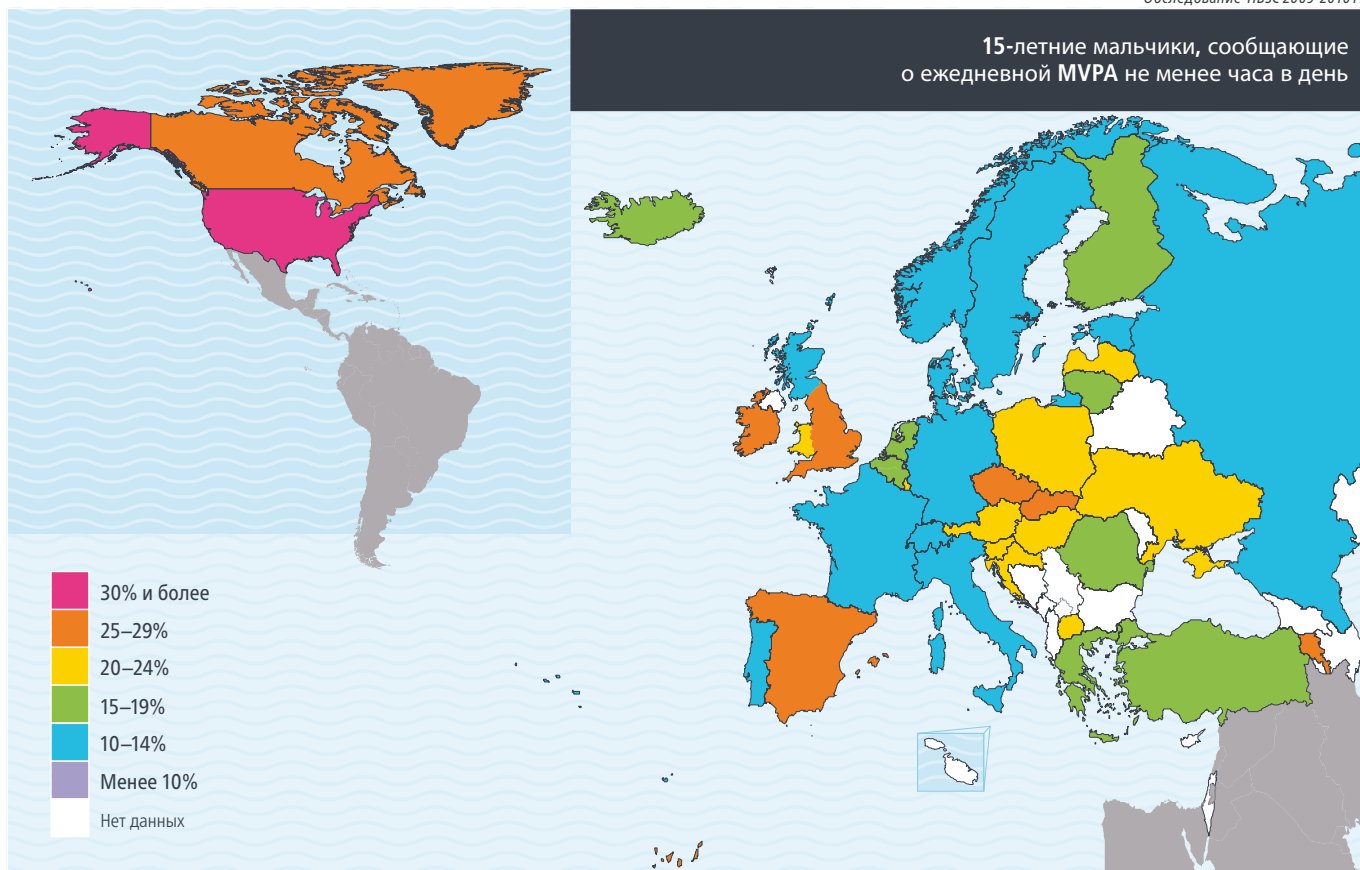 15-летние мальчики, сообщающие
о ежедневной MVPA не менее часа в день
30% и более
25–29%
20–24%
15–19%
10–14%
Менее 10%
Нет данных